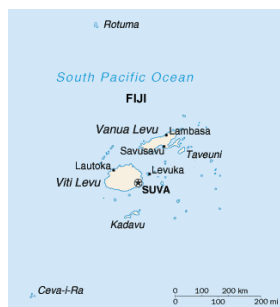 Rotuma
South Pacific Ocean
FIJI
Vanua Levu
Lambasa
Savusavu
Taveuni
Lautoka
Levuka
Viti Levu
SUVA
Kadavu
Ceva-i-Ra
0 100 200 km
0 100 200 mi